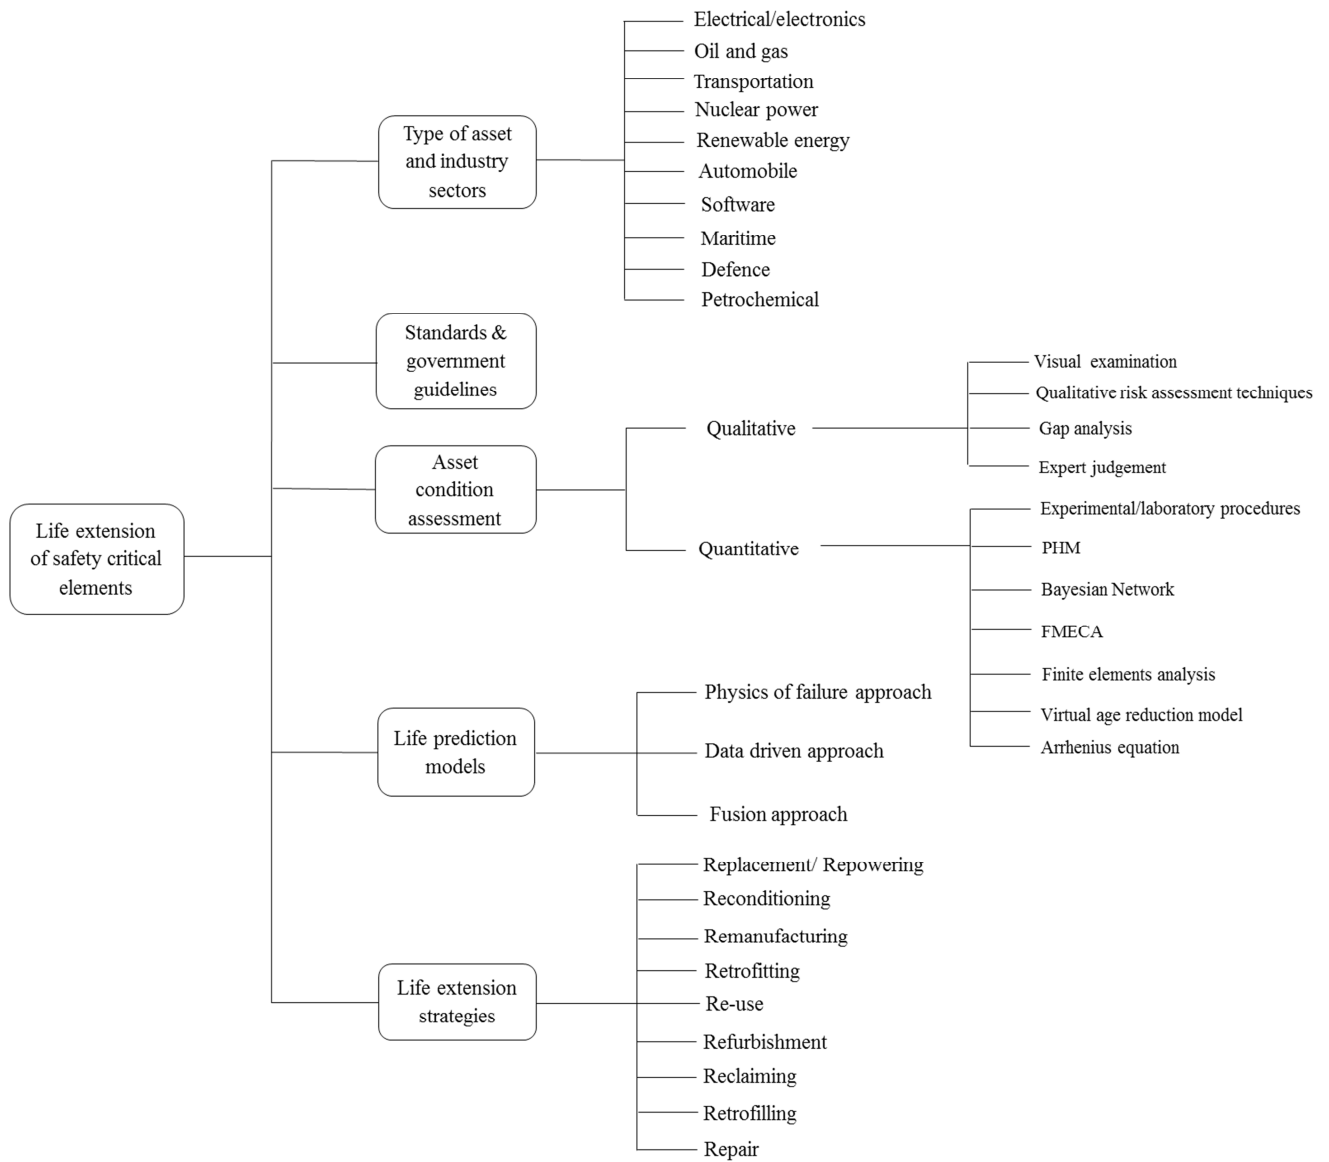 Life extension
of safety critical
elements
Type of asset
and industry
sectors
Electrical/electronics
Oil and gas
Transportation
Nuclear power
Renewable energy
Automobile
Software
Maritime
Defence
Petrochemical
Standards &
government
guidelines
Asset
condition
assessment
Qualitative
Visual examination
Qualitative risk assessment techniques
Gap analysis
Expert judgement
Quantitative
Experimental/laboratory procedures
PHM
Bayesian Network
FMECA
Finite elements analysis
Virtual age reduction model
Arrhenius equation
Life prediction
models
Physics of failure approach
Data driven approach
Fusion approach
Life extension
strategies
Replacement/ Repowering
Reconditioning
Remanufacturing
Retrofitting
Re-use
Refurbishment
Reclaiming
Retrofilling
Repair